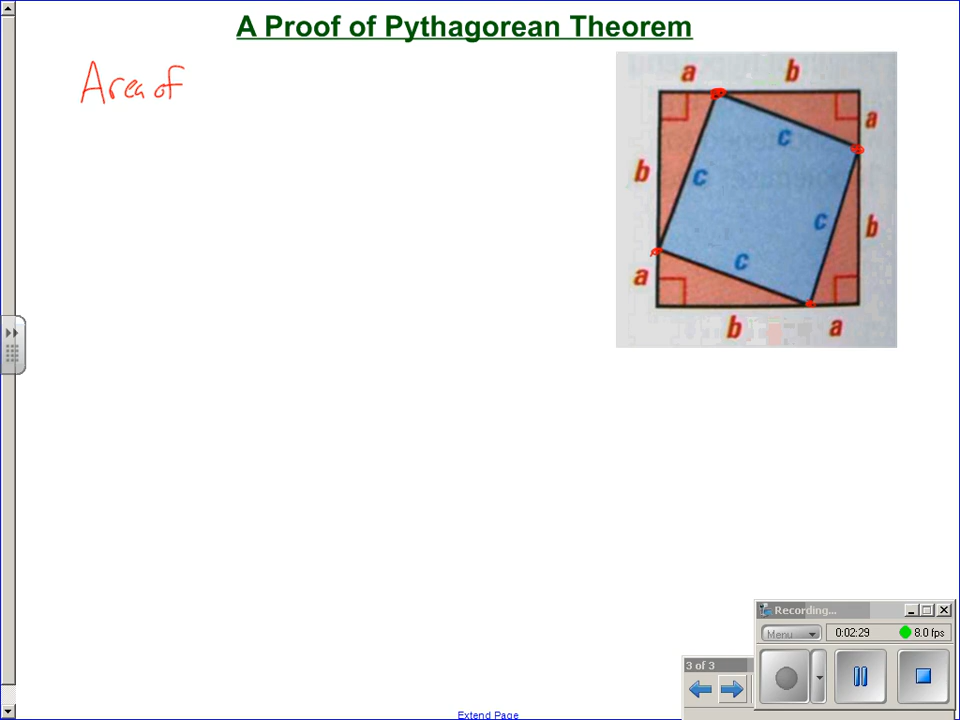 A Proof of Pythagorean Theorem
Area of
a b
c a
b c
c b
c
a
b a
Recording...
Menu 0:02:29 8.0 fps
3 of 3
Extend Page